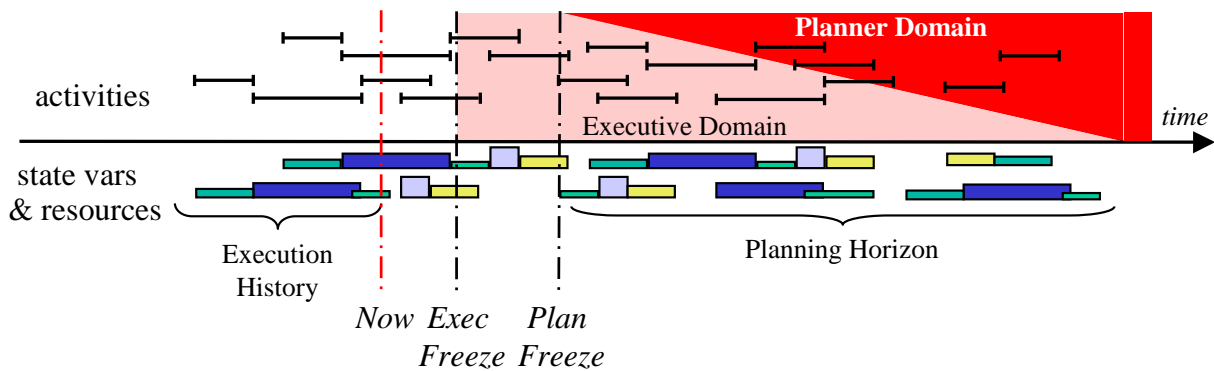 Planner Domain
activities
time
Executive Domain
state vars
& resources
Execution
History
Planning Horizon
Now Exec Plan
Freeze Freeze